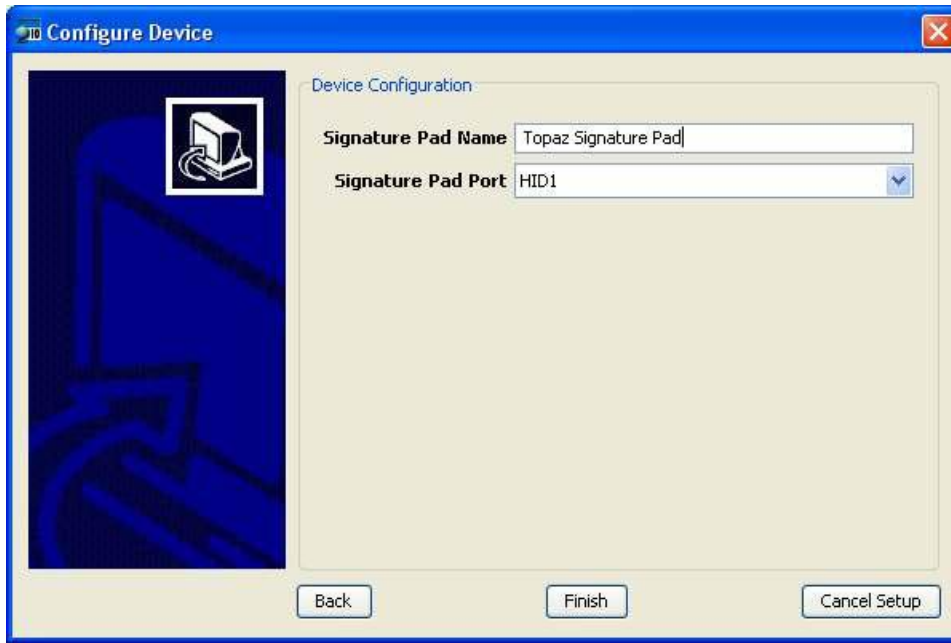 Configure Device
Device Configuration
Signature Pad Name Topaz Signature Pad
Signature Pad Port HID1
Back Finish Cancel Setup